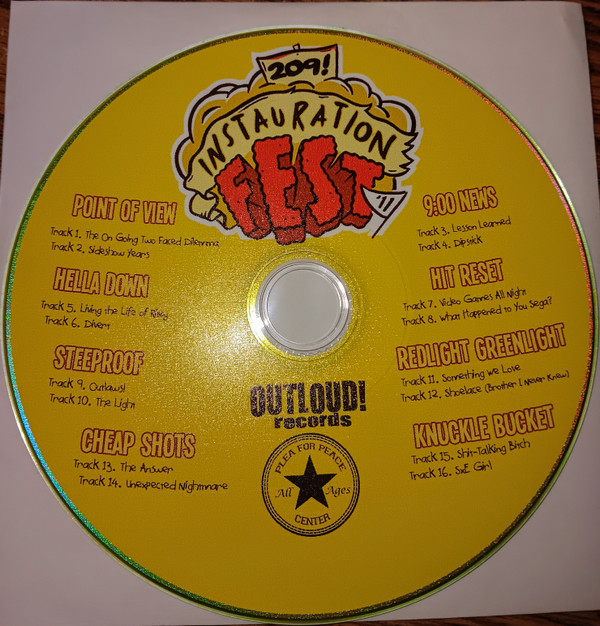 209!
INSTAURATION
FEST
POINT OF VIEW
Track 1. The On Going Two Faced Dilemma
Track 2. Sideshow Years
9:00 NEWS
Track 3. Lesson Learned
Track 4. Dipstick
HELLA DOWN
Track 5. Living the Life of Riley
Track 6. Divern
HIT RESET
Track 7. Video Games All Night
Track 8. What Happened to You Sega?
STEEPROOF
Track 9. Outlaws!
Track 10. The Light
REDLIGHT GREENLIGHT
Track 11. Something We Love
Track 12. Shoelace (Brother I Never Knew)
CHEAP SHOTS
Track 13. The Answer
Track 14. Unexpected Nightmare
KNUCKLE BUCKET
Track 15. Shit-Talking Bitch
Track 16. SxE Girl
OUTLOUD!
records
PLEA FOR PEACE
All Ages
CENTER